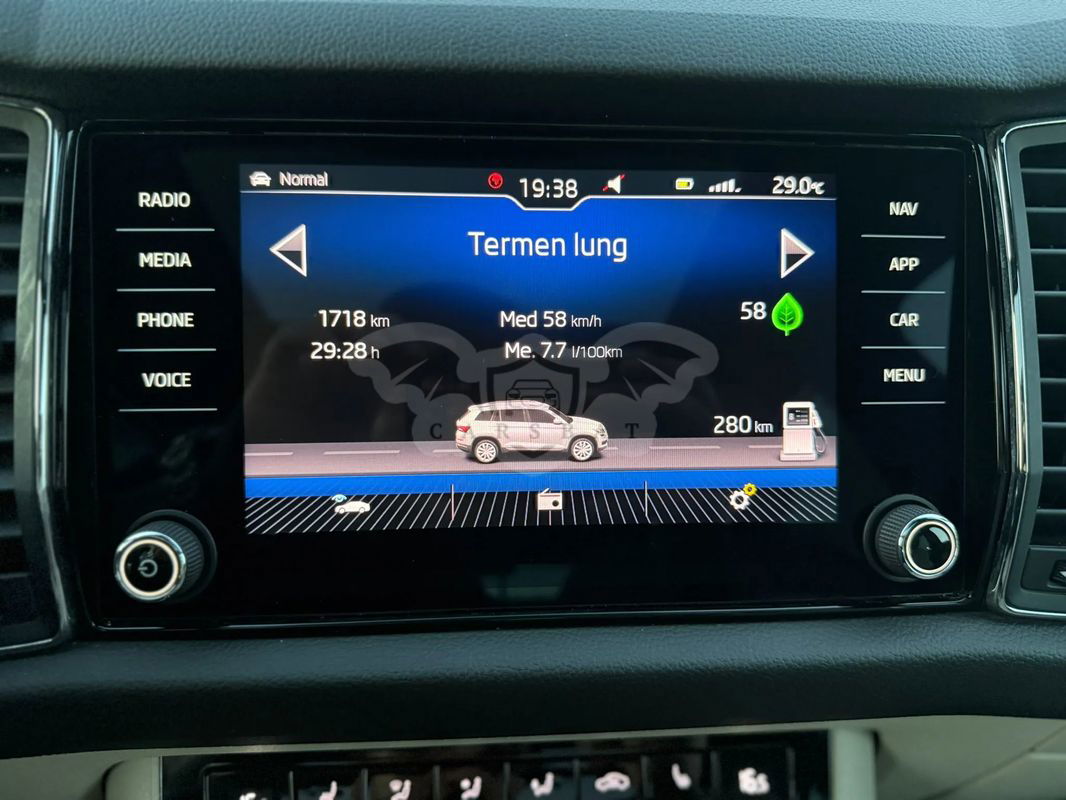 Normal
19:38
29.0°C
RADIO
MEDIA
PHONE
VOICE
NAV
APP
CAR
MENU
Termen lung
1718 km
29:28 h
Med 58 km/h
Me. 7.7 l/100km
58
280 km